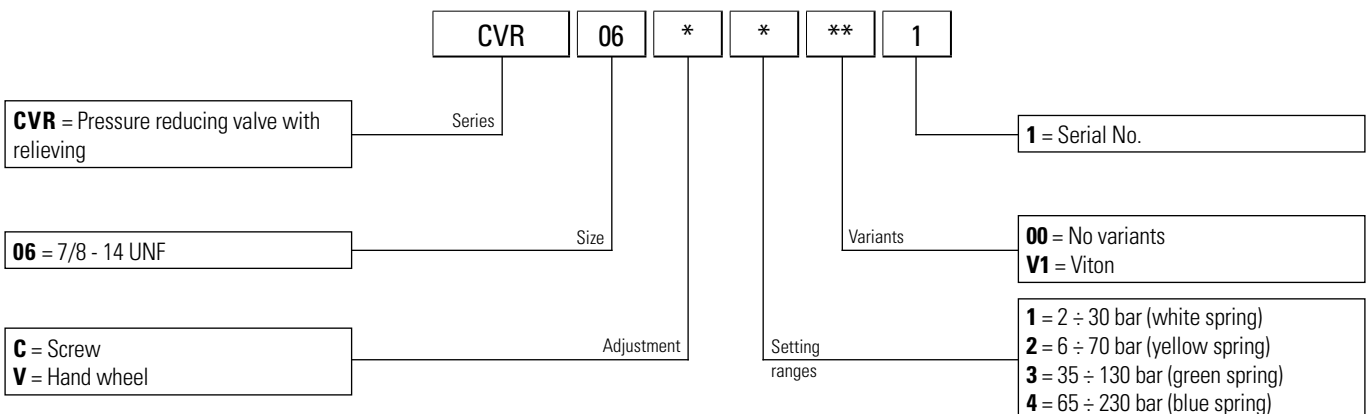 CVR 06 * * ** 1
CVR = Pressure reducing valve with
relieving
Series
1 = Serial No.
06 = 7/8 - 14 UNF
Size
Variants
00 = No variants
V1 = Viton
C = Screw
V = Hand wheel
Adjustment
Setting
ranges
1 = 2 ÷ 30 bar (white spring)
2 = 6 ÷ 70 bar (yellow spring)
3 = 35 ÷ 130 bar (green spring)
4 = 65 ÷ 230 bar (blue spring)